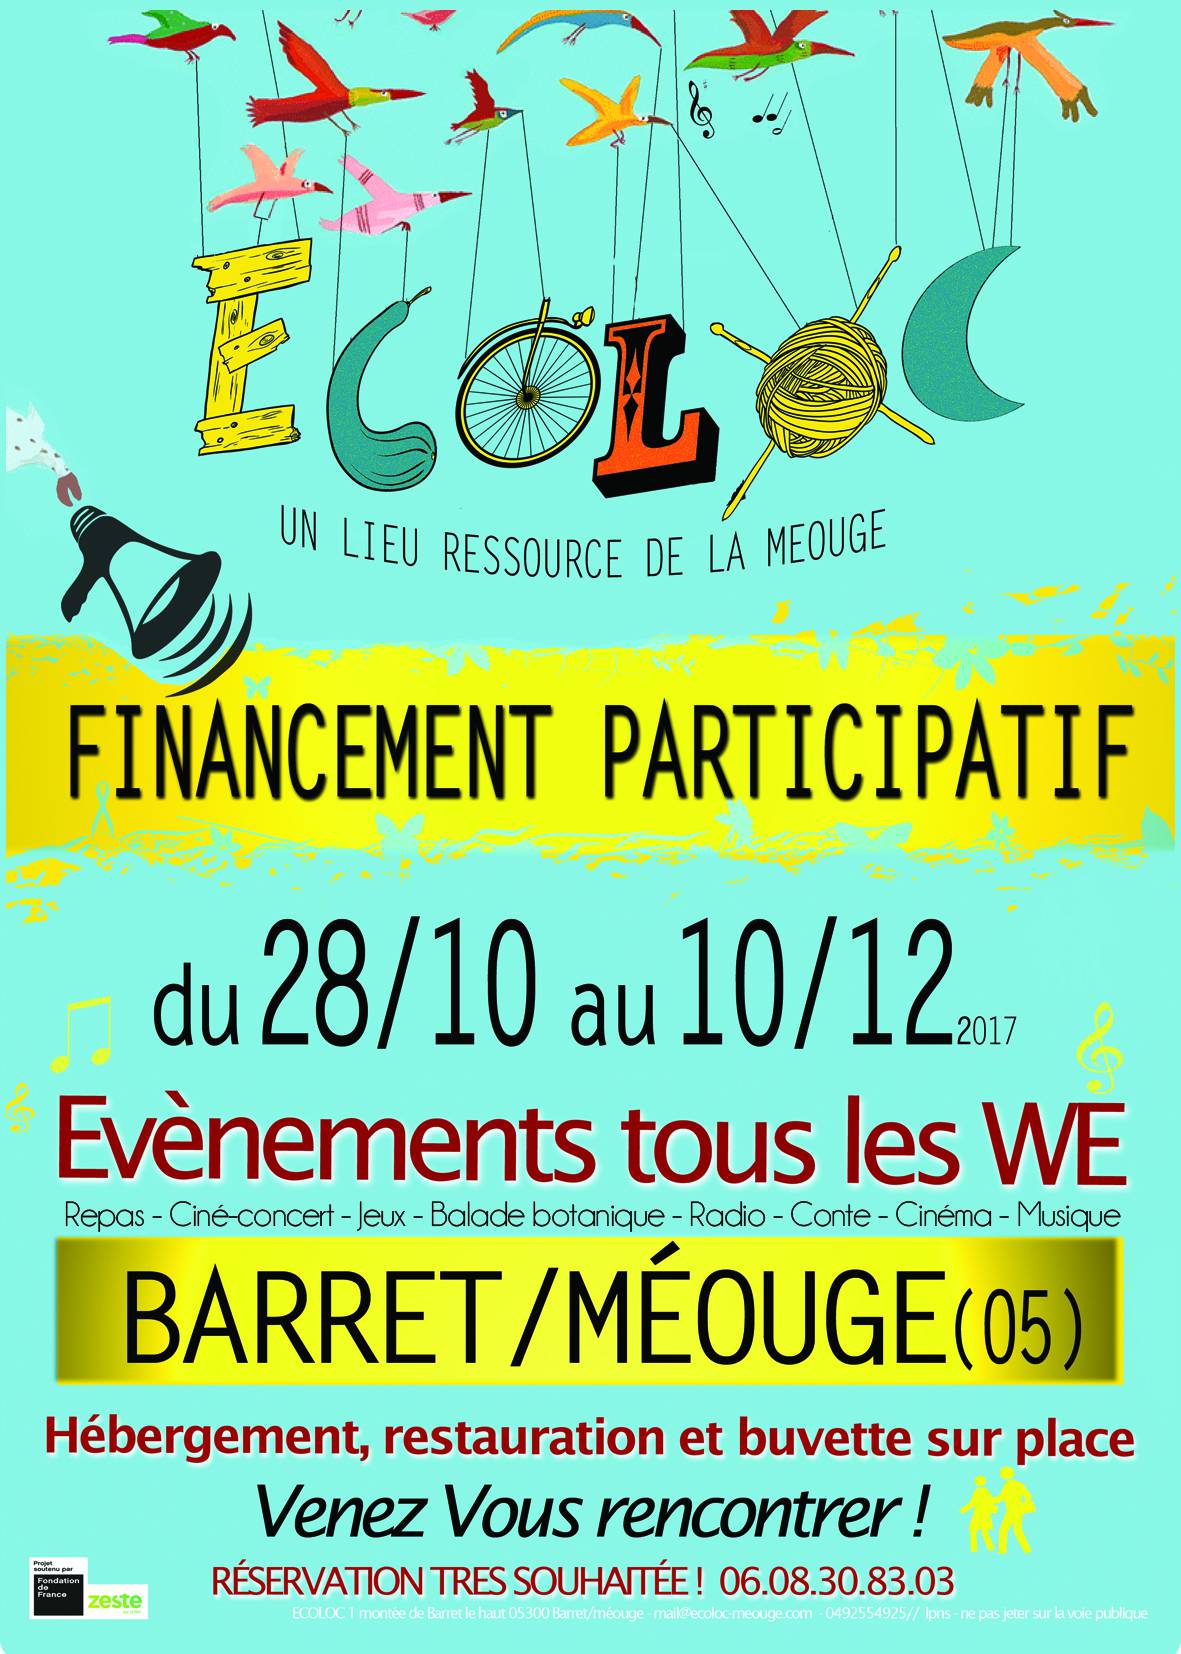 ECOLOC
UN LIEU RESSOURCE DE LA MEOUGE
FINANCEMENT PARTICIPATIF
du 28/10 au 10/12 2017
Evènements tous les WE
Repas - Ciné-concert - Jeux - Balade botanique - Radio - Conte - Cinéma - Musique
BARRET/MÉOUGE(05)
Hébergement, restauration et buvette sur place
Venez Vous rencontrer !
Projet
soutenu par
Fondation
de
France
zeste
RÉSERVATION TRES SOUHAITÉE ! 06.08.30.83.03
ECOLOC 1 montée de Barret le haut 05300 Barret/méouge - mail@ecoloc-meouge.com - 0492554925// Ipns - ne pas jeter sur la voie publique